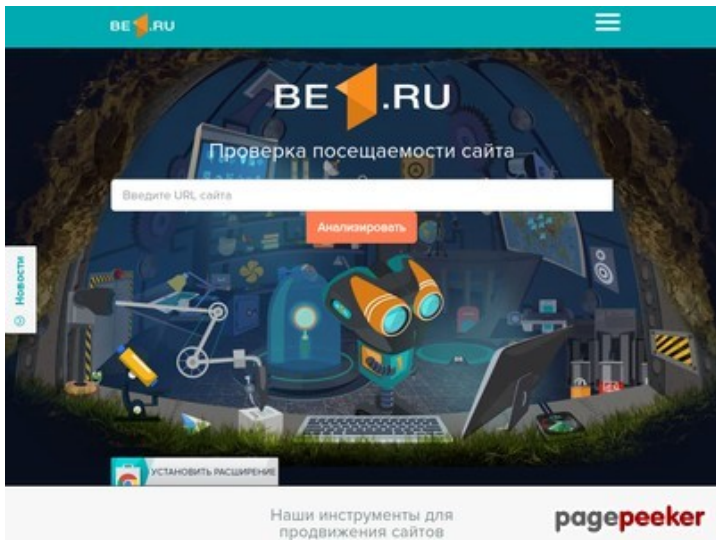 BE1.RU
BE1.RU
Проверка посещаемости сайта
Введите URL сайта
Анализировать
Новости
УСТАНОВИТЬ РАСШИРЕНИЕ
Наши инструменты для
продвижения сайтов
pagepeeker